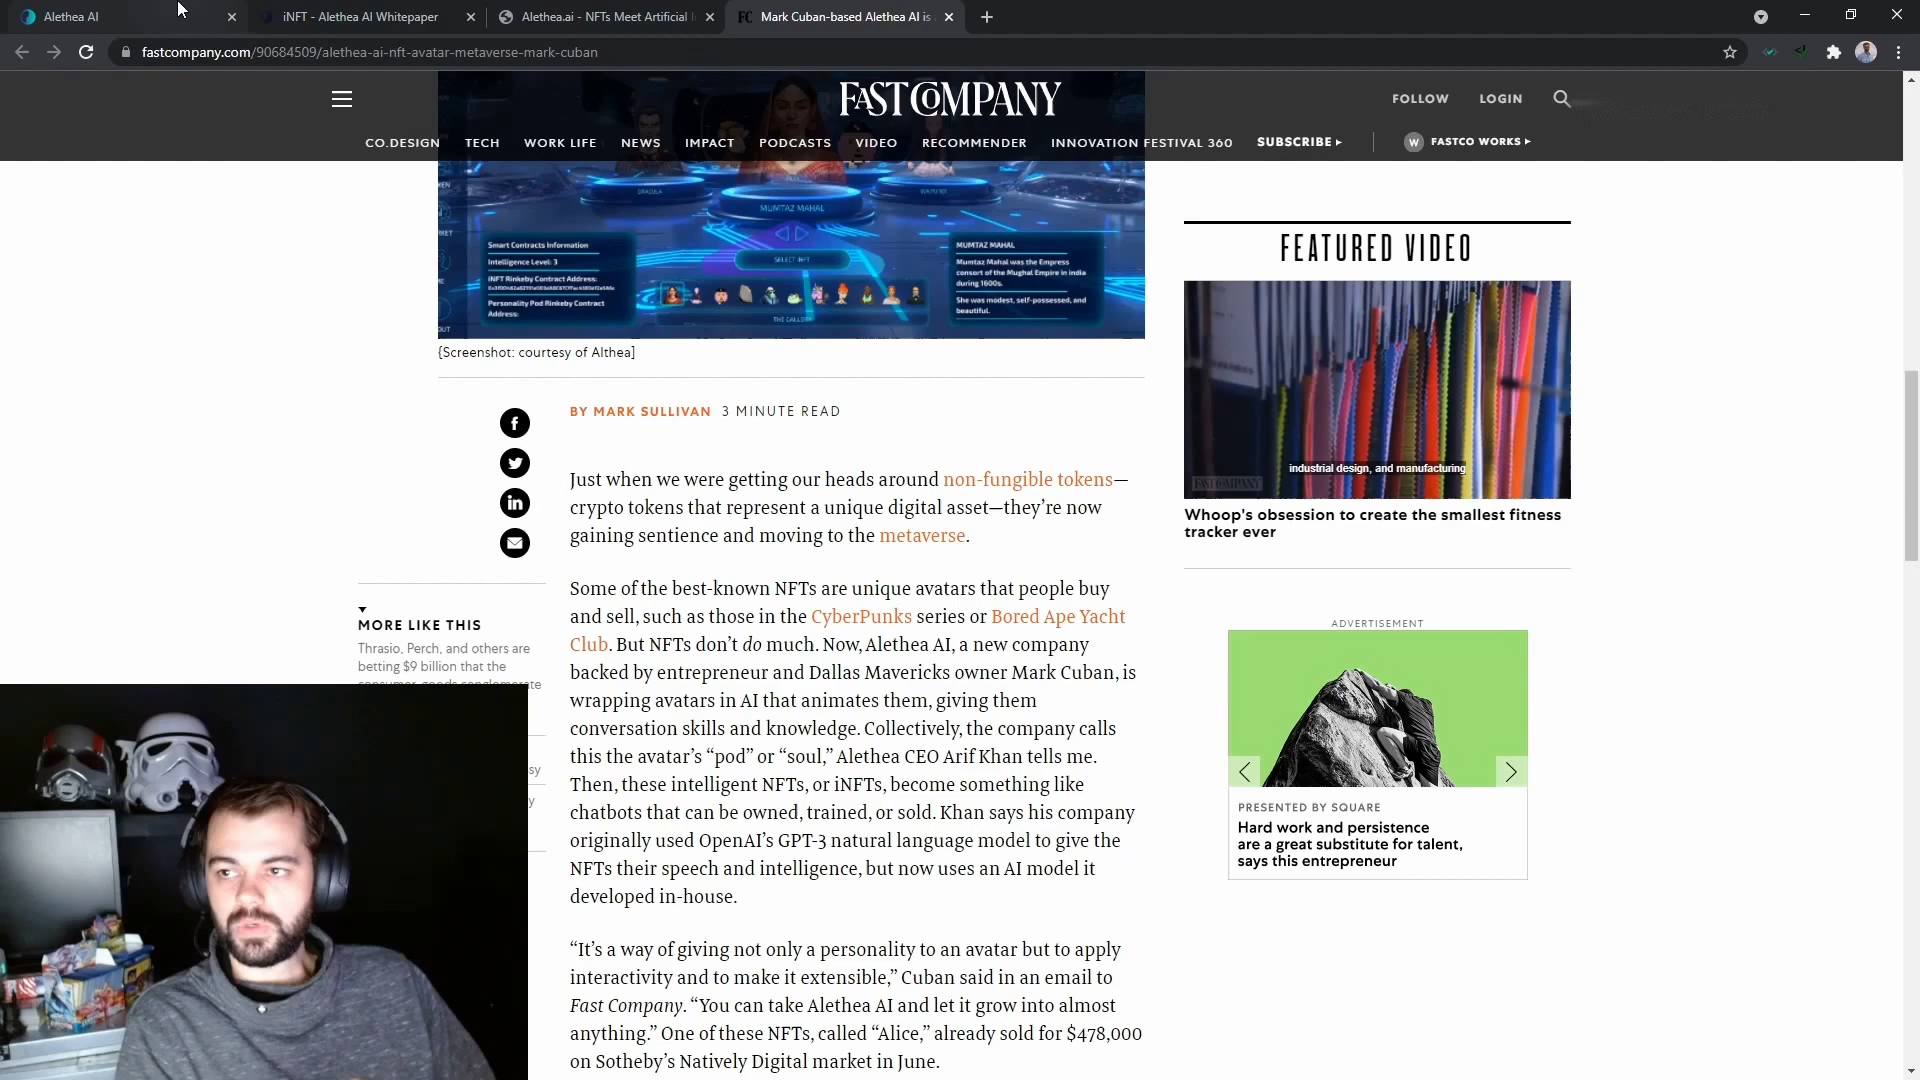 Alethea AI
iNFT - Alethea AI Whitepaper
Alethea.ai - NFTs Meet Artificial I
Mark Cuban-based Alethea AI is
fastcompany.com/90684509/alethea-ai-nft-avatar-metaverse-mark-cuban
FAST COMPANY
FOLLOW
LOGIN
CO.DESIGN
TECH
WORK LIFE
NEWS
IMPACT
PODCASTS
VIDEO
RECOMMENDER
INNOVATION FESTIVAL 360
SUBSCRIBE
W
FASTCO WORKS
DRACULA
MUMTAZ MAHAL
SELECT iNFT
Smart Contracts Information
Intelligence Level: 3
iNFT Rinkeby Contract Address:
Personality Pod Rinkeby Contract
Address:
MUMTAZ MAHAL
Mumtaz Mahal was the Empress
consort of the Mughal Empire in india
during 1600s.
She was modest, self-possessed, and
beautiful.
THE GALLERY
{Screenshot: courtesy of Althea]
BY MARK SULLIVAN 3 MINUTE READ
Just when we were getting our heads around non-fungible tokens—
crypto tokens that represent a unique digital asset—they’re now
gaining sentience and moving to the metaverse.
Some of the best-known NFTs are unique avatars that people buy
and sell, such as those in the CyberPunks series or Bored Ape Yacht
Club. But NFTs don’t do much. Now, Alethea AI, a new company
backed by entrepreneur and Dallas Mavericks owner Mark Cuban, is
wrapping avatars in AI that animates them, giving them
conversation skills and knowledge. Collectively, the company calls
this the avatar’s “pod” or “soul,” Alethea CEO Arif Khan tells me.
Then, these intelligent NFTs, or iNFTs, become something like
chatbots that can be owned, trained, or sold. Khan says his company
originally used OpenAI’s GPT-3 natural language model to give the
NFTs their speech and intelligence, but now uses an AI model it
developed in-house.
“It’s a way of giving not only a personality to an avatar but to apply
interactivity and to make it extensible,” Cuban said in an email to
Fast Company. “You can take Alethea AI and let it grow into almost
anything.” One of these NFTs, called “Alice,” already sold for $478,000
on Sotheby’s Natively Digital market in June.
MORE LIKE THIS
Thrasio, Perch, and others are
betting $9 billion that the
consumer-goods conglomerate
FEATURED VIDEO
industrial design, and manufacturing
FAST COMPANY
Whoop's obsession to create the smallest fitness
tracker ever
ADVERTISEMENT
PRESENTED BY SQUARE
Hard work and persistence
are a great substitute for talent,
says this entrepreneur